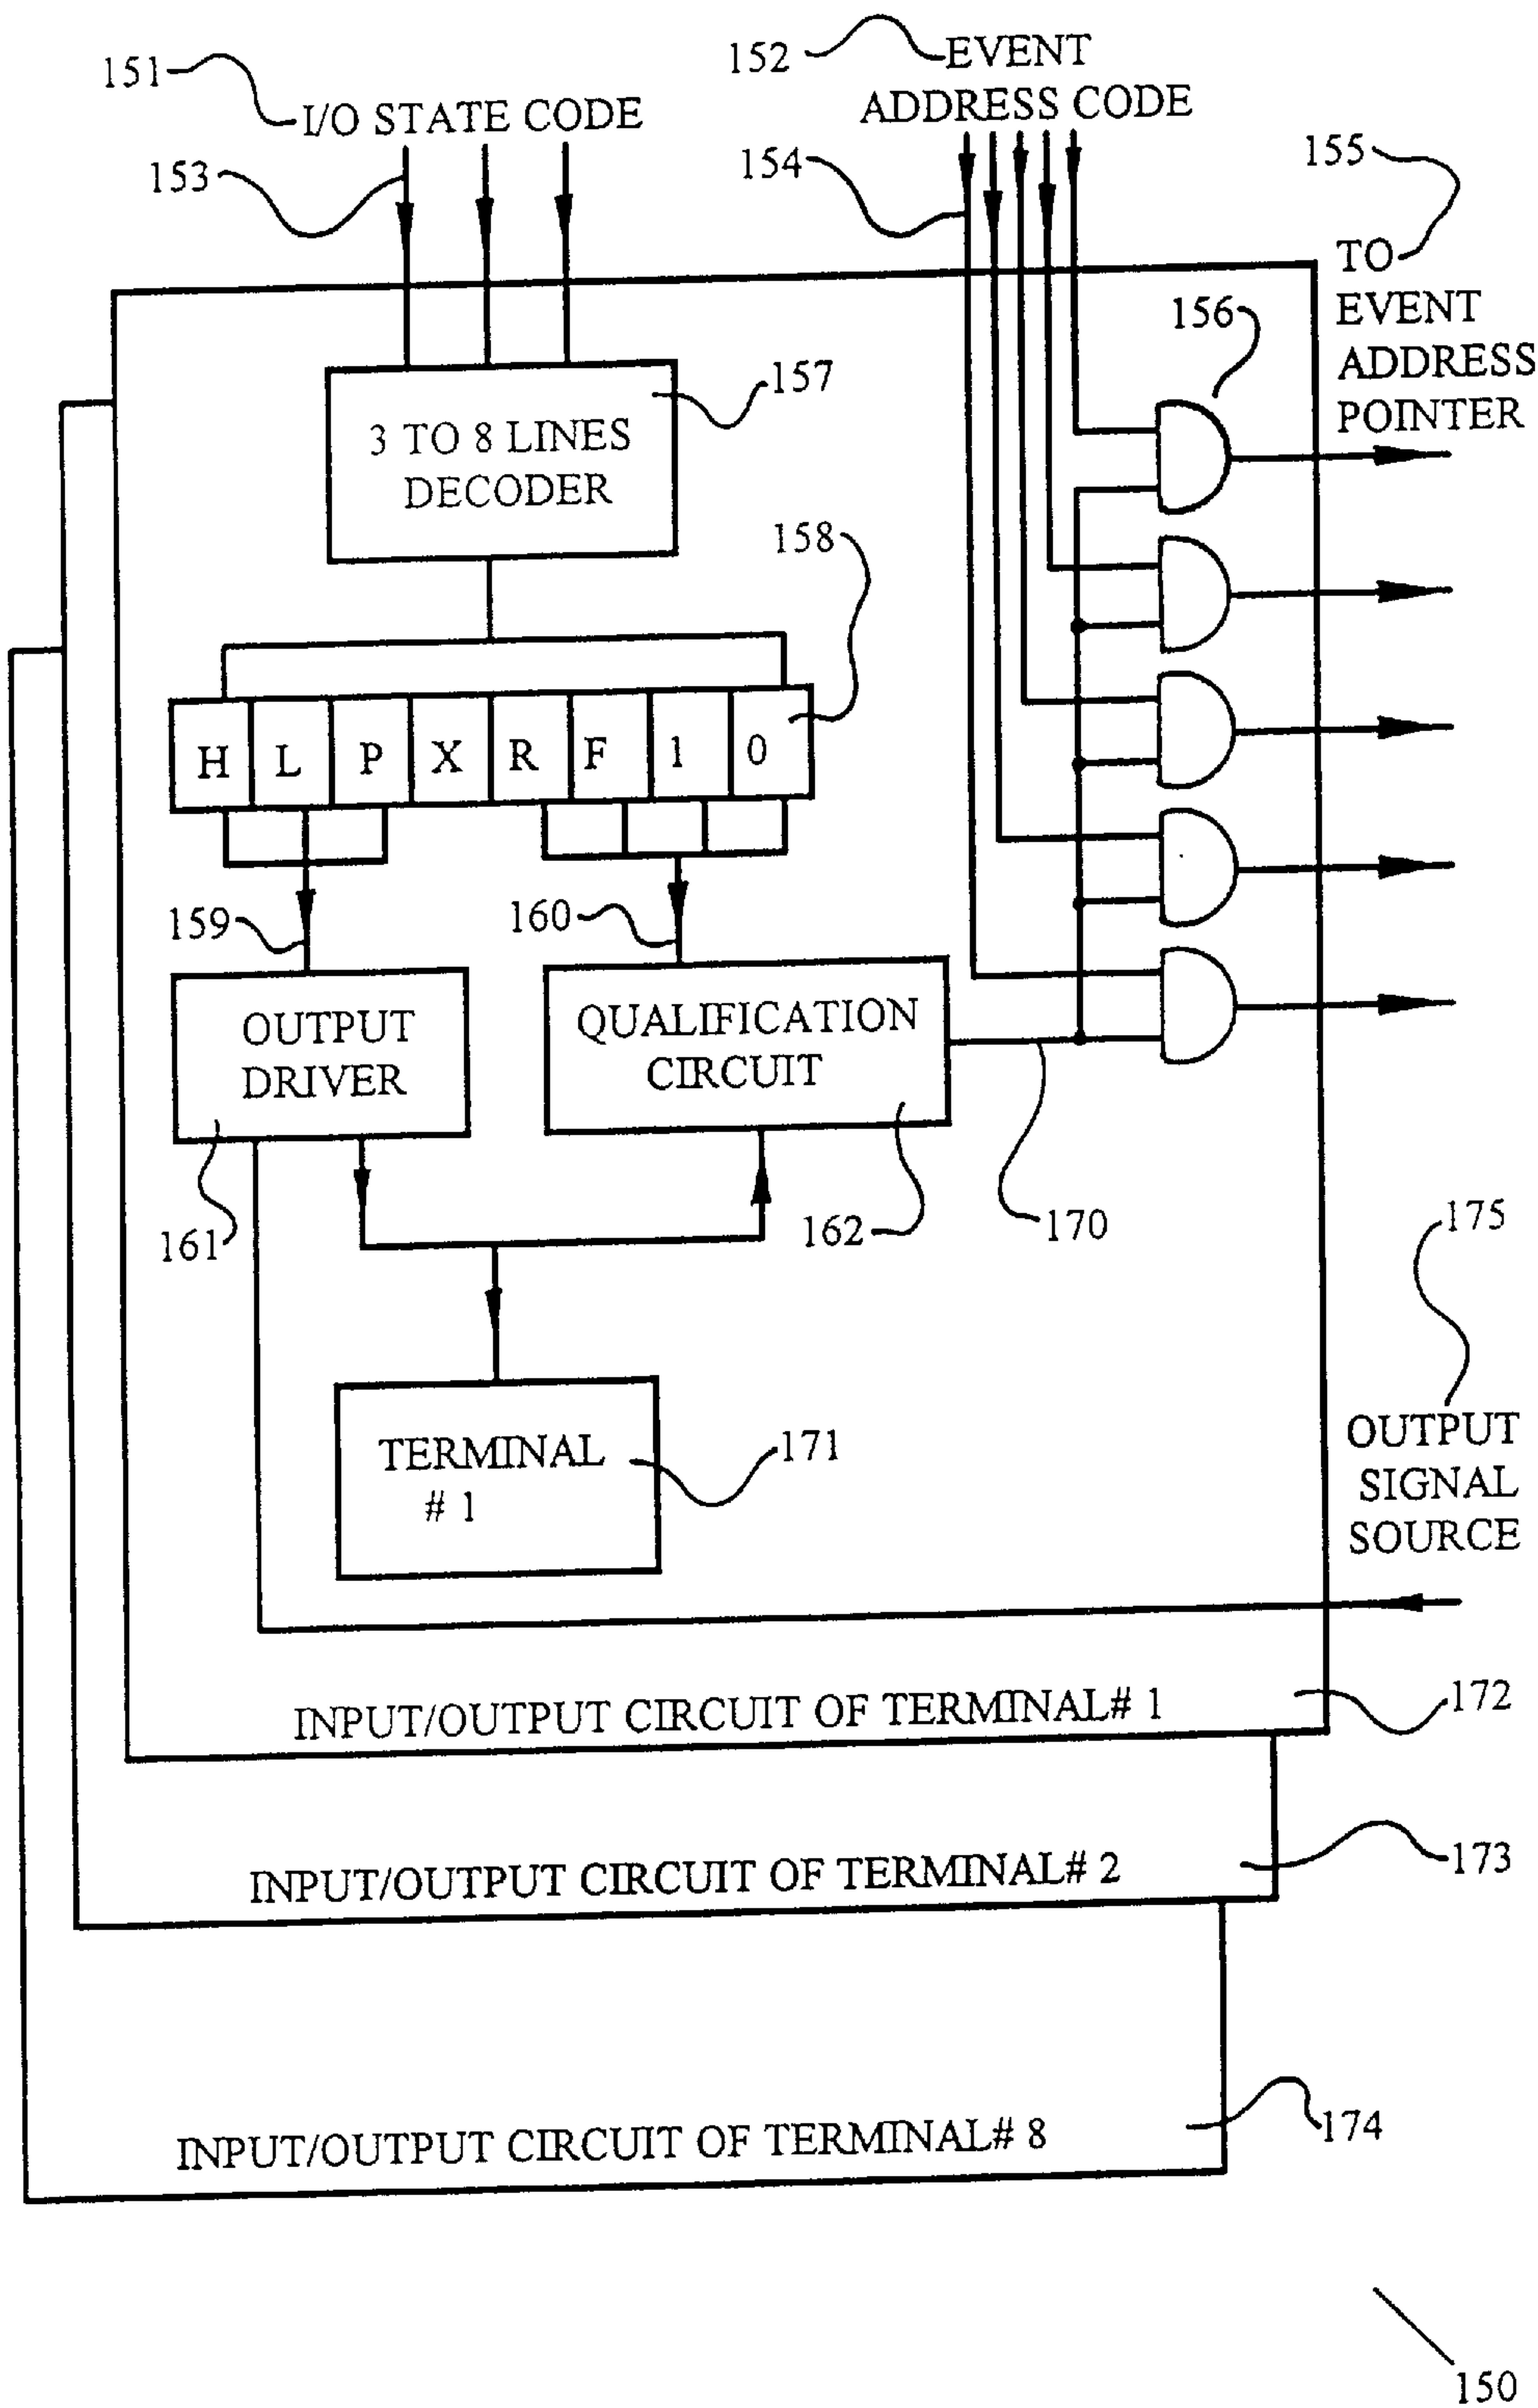 151
I/O STATE CODE
152
EVENT
ADDRESS CODE
153
154
155
TO
EVENT
ADDRESS
POINTER
156
157
3 TO 8 LINES
DECODER
158
H L P X R F 1 0
159
160
OUTPUT
DRIVER
QUALIFICATION
CIRCUIT
161
162
170
175
TERMINAL
# 1
171
OUTPUT
SIGNAL
SOURCE
INPUT/OUTPUT CIRCUIT OF TERMINAL# 1
172
INPUT/OUTPUT CIRCUIT OF TERMINAL# 2
173
INPUT/OUTPUT CIRCUIT OF TERMINAL# 8
174
150